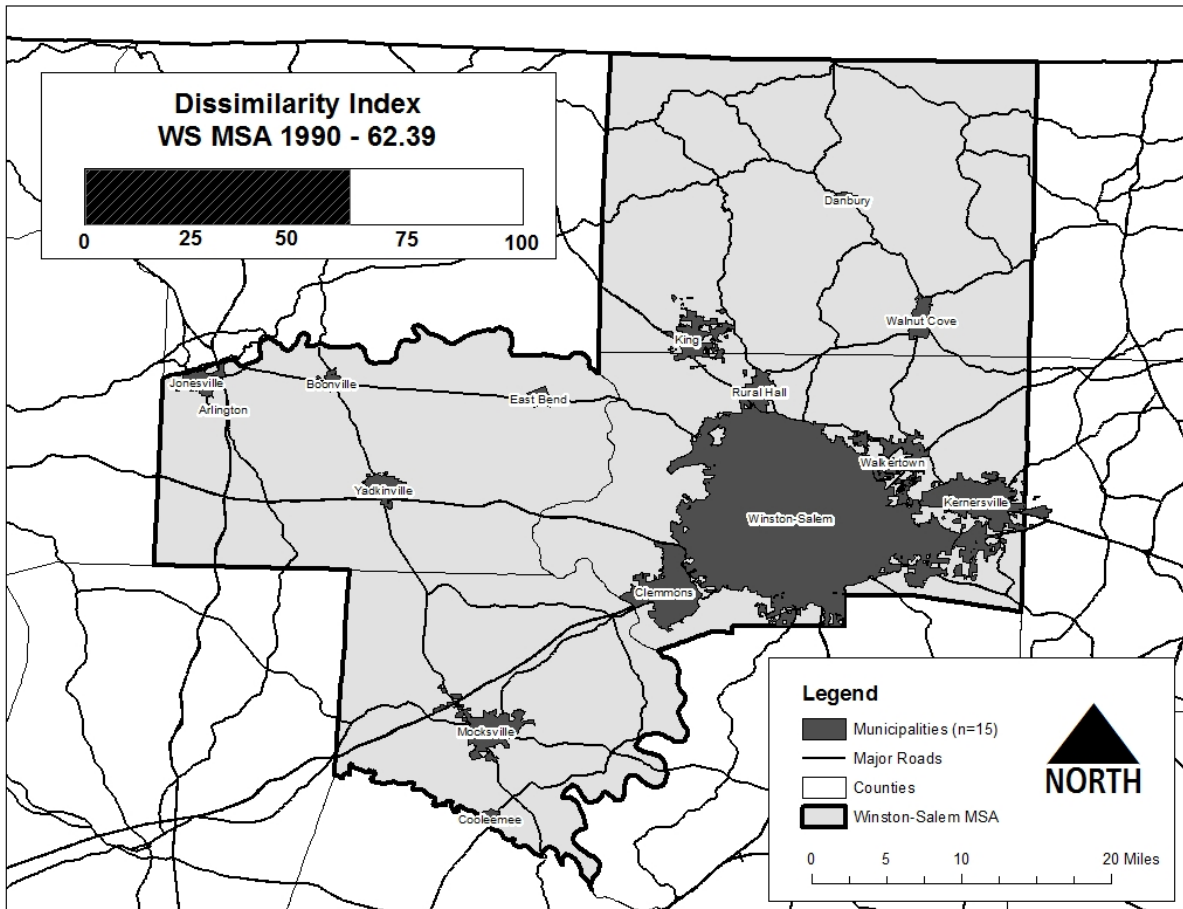 Dissimilarity Index
WS MSA 1990 - 62.39
0 25 50 75 100
Danbury
Walnut Cove
King
Jonesville
Boonville
Rural Hall
East Bend
Arlington
Walkertown
Yadkinville
Kernersville
Winston-Salem
Clemmons
Mocksville
Cooleemee
Legend
Municipalities (n=15)
Major Roads
Counties
Winston-Salem MSA
NORTH
0 5 10 20 Miles